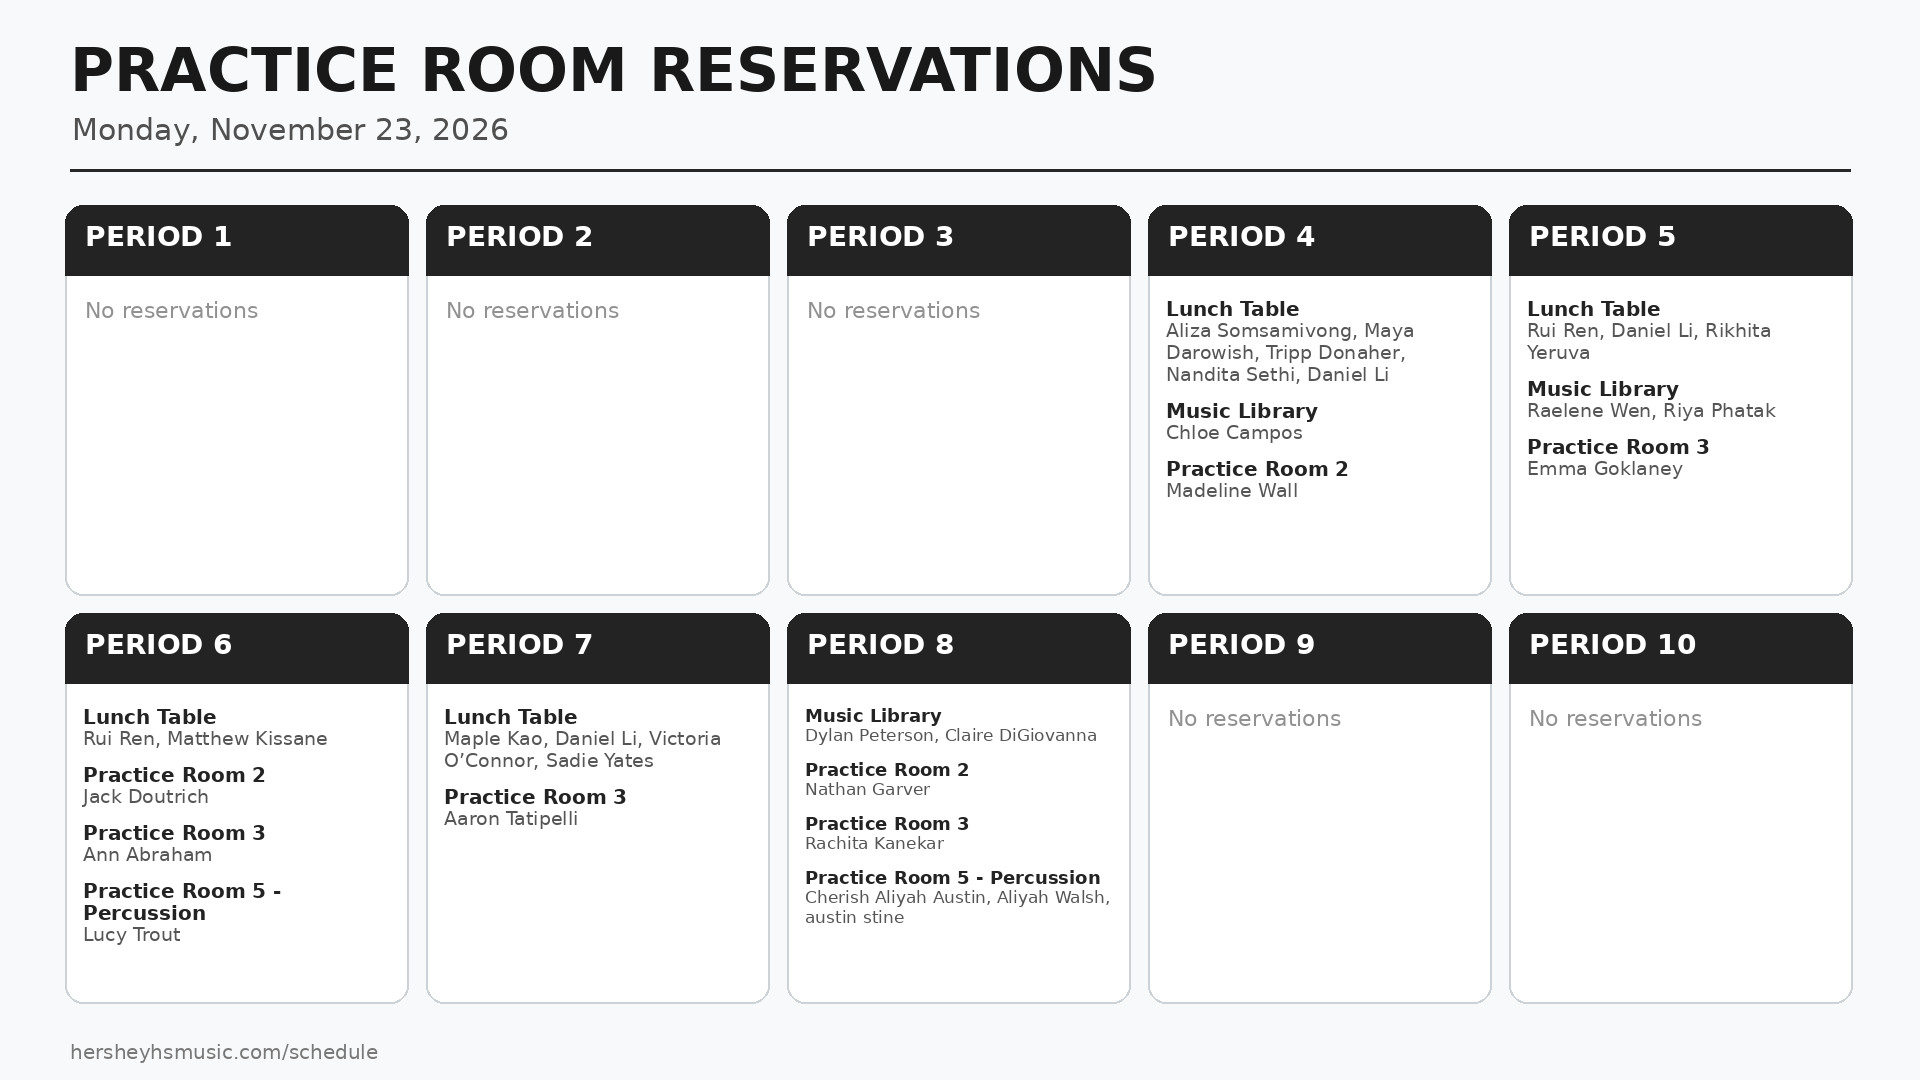 PRACTICE ROOM RESERVATIONS
Monday, November 23, 2026
PERIOD 1
No reservations
PERIOD 2
No reservations
PERIOD 3
No reservations
PERIOD 4
Lunch Table
Aliza Somsamivong, Maya
Darowish, Tripp Donaher,
Nandita Sethi, Daniel Li
Music Library
Chloe Campos
Practice Room 2
Madeline Wall
PERIOD 5
Lunch Table
Rui Ren, Daniel Li, Rikhita
Yeruva
Music Library
Raelene Wen, Riya Phatak
Practice Room 3
Emma Goklaney
PERIOD 6
Lunch Table
Rui Ren, Matthew Kissane
Practice Room 2
Jack Doutrich
Practice Room 3
Ann Abraham
Practice Room 5 -
Percussion
Lucy Trout
PERIOD 7
Lunch Table
Maple Kao, Daniel Li, Victoria
O’Connor, Sadie Yates
Practice Room 3
Aaron Tatipelli
PERIOD 8
Music Library
Dylan Peterson, Claire DiGiovanna
Practice Room 2
Nathan Garver
Practice Room 3
Rachita Kanekar
Practice Room 5 - Percussion
Cherish Aliyah Austin, Aliyah Walsh,
austin stine
PERIOD 9
No reservations
PERIOD 10
No reservations
hersheyhsmusic.com/schedule